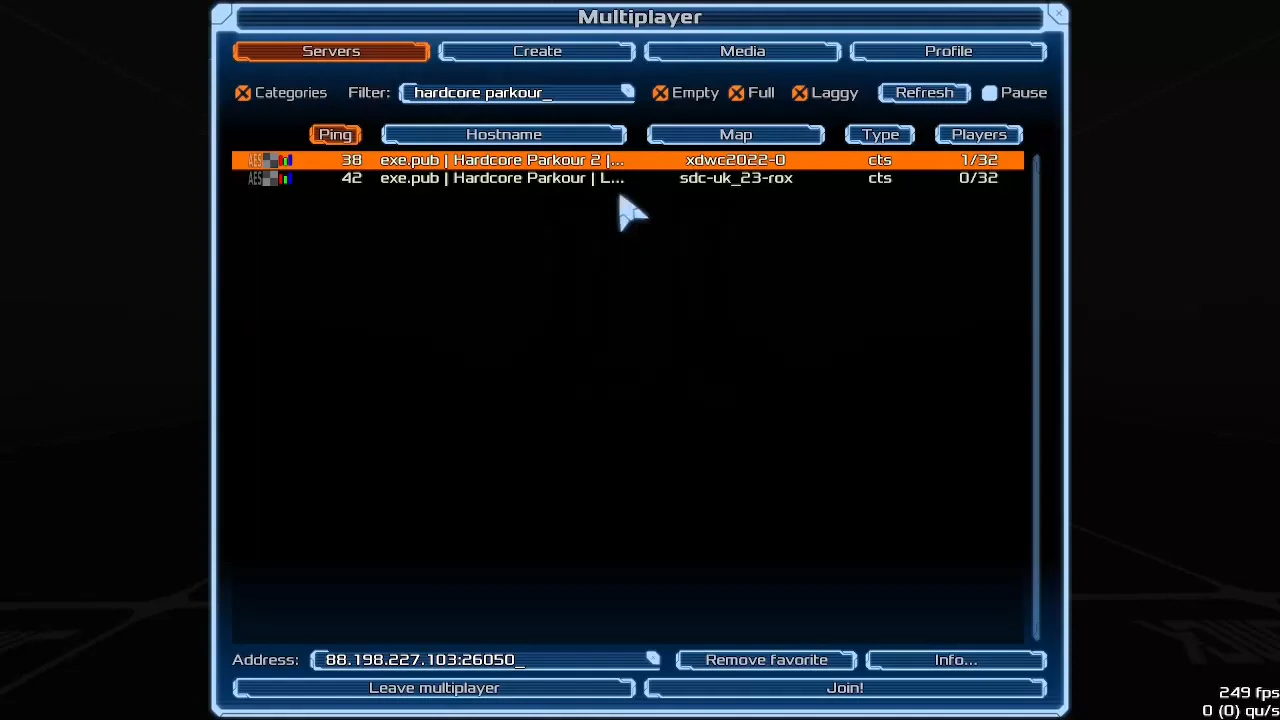 Multiplayer
Servers Create Media Profile
Categories Filter: hardcore parkour_ Empty Full Laggy Refresh Pause
Ping Hostname Map Type Players
AES 38 exe.pub | Hardcore Parkour 2 |... xdwc2022-0 cts 1/32
AES 42 exe.pub | Hardcore Parkour | L... sdc-uk_23-rox cts 0/32
Address: 88.198.227.103:26050_ Remove favorite Info...
Leave multiplayer Join!
249 fps
0 (0) qu/s